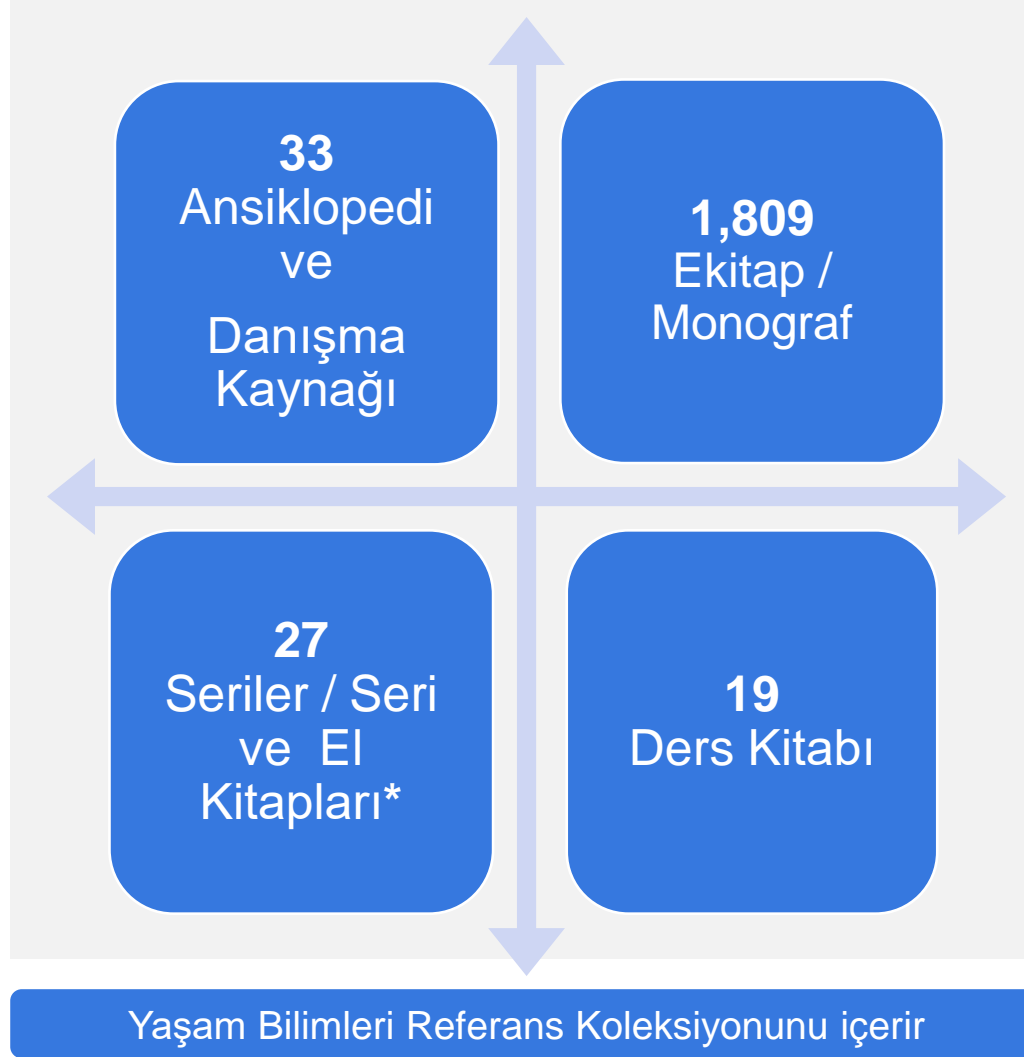 33
Ansiklopedi
ve
Danışma
Kaynağı
1,809
Ekitap /
Monograf
27
Seriler / Seri
ve El
Kitapları*
19
Ders Kitabı
Yaşam Bilimleri Referans Koleksiyonunu içerir